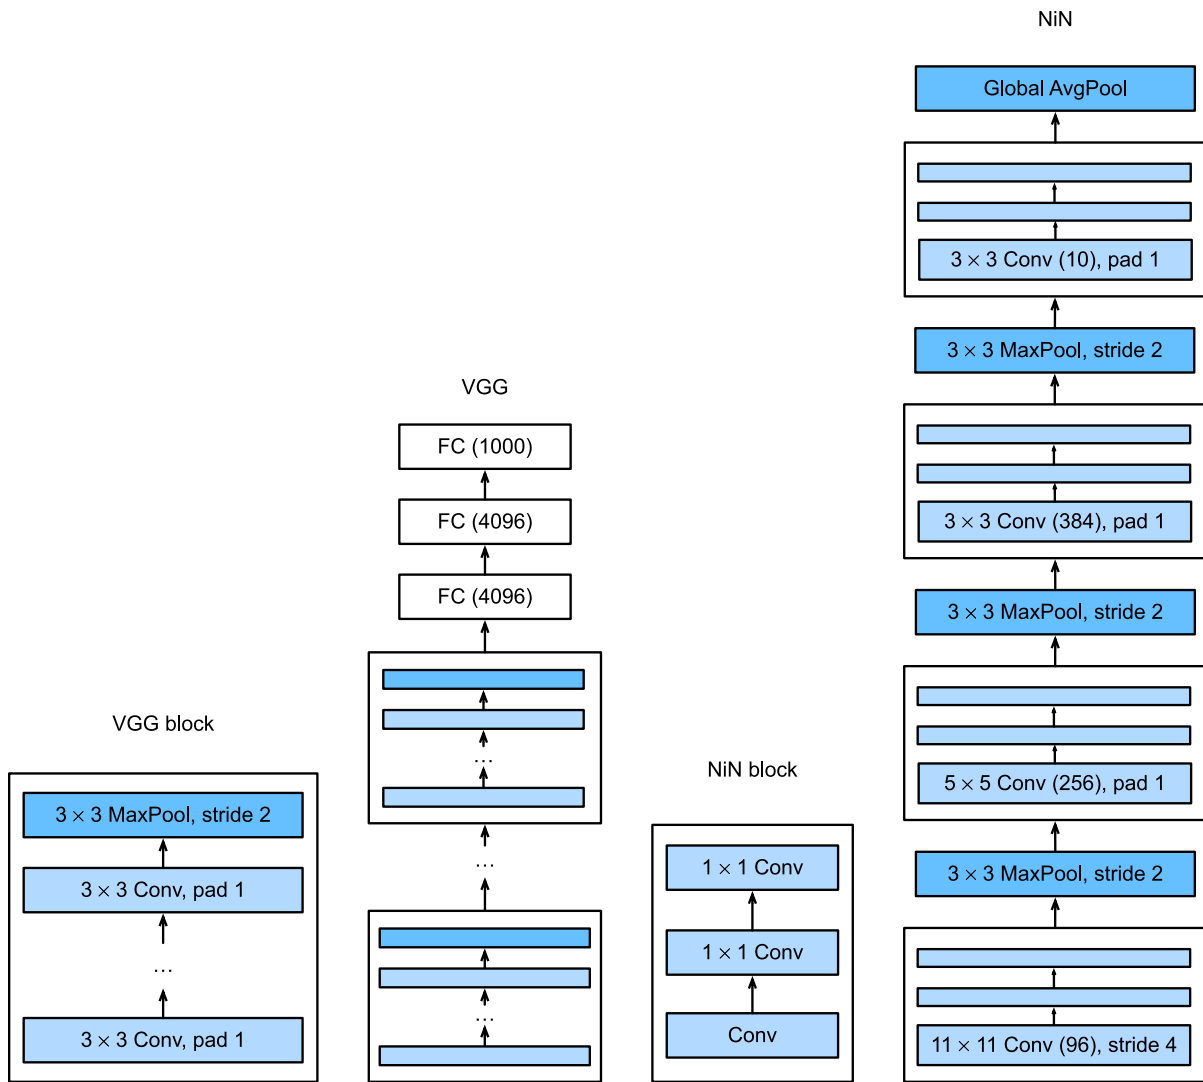 VGG block
3 × 3 MaxPool, stride 2
3 × 3 Conv, pad 1
...
3 × 3 Conv, pad 1
VGG
FC (1000)
FC (4096)
FC (4096)
...
...
...
NiN block
1 × 1 Conv
1 × 1 Conv
Conv
NiN
Global AvgPool
3 × 3 Conv (10), pad 1
3 × 3 MaxPool, stride 2
3 × 3 Conv (384), pad 1
3 × 3 MaxPool, stride 2
5 × 5 Conv (256), pad 1
3 × 3 MaxPool, stride 2
11 × 11 Conv (96), stride 4